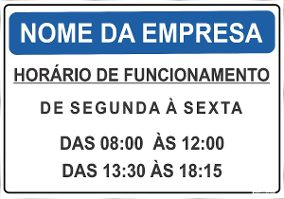 NOME DA EMPRESA
HORÁRIO DE FUNCIONAMENTO
DE SEGUNDA À SEXTA
DAS 08:00 ÀS 12:00
DAS 13:30 ÀS 18:15